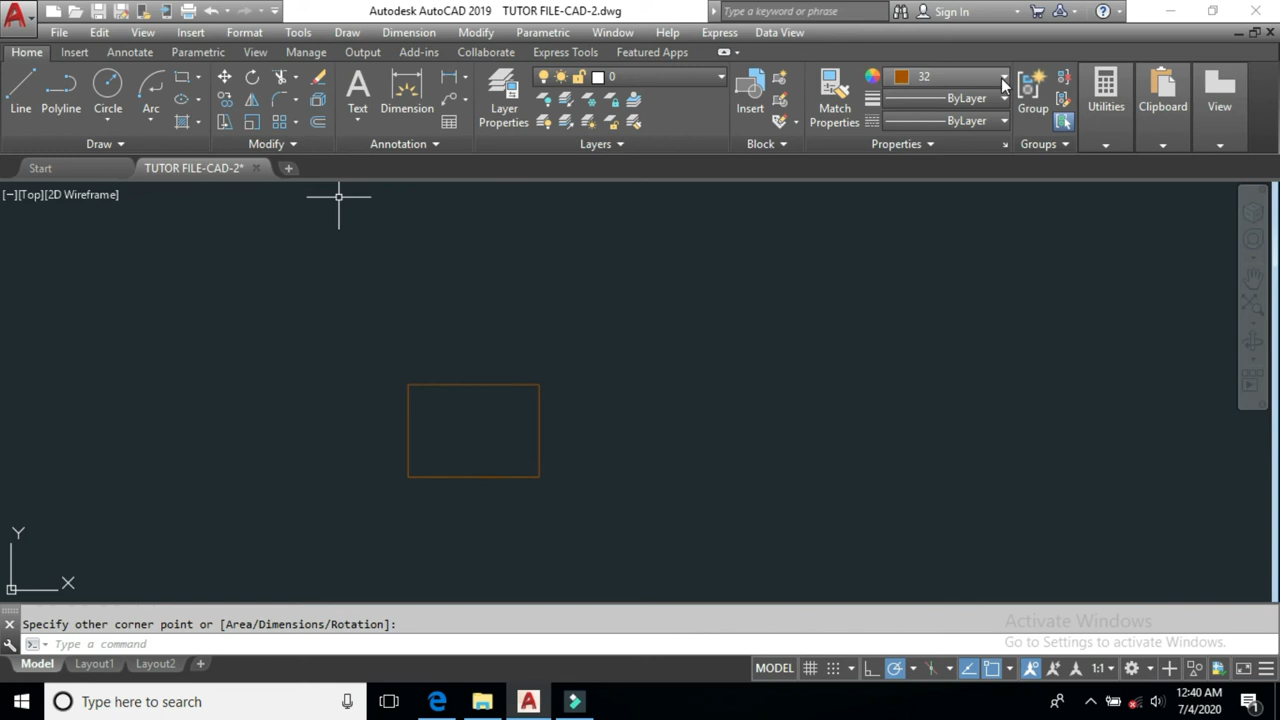 Autodesk AutoCAD 2019 TUTOR FILE-CAD-2.dwg Type a keyword or phrase Sign In
File Edit View Insert Format Tools Draw Dimension Modify Parametric Window Help Express Data View
Home Insert Annotate Parametric View Manage Output Add-ins Collaborate Express Tools Featured Apps
0 32
Line Polyline Circle Arc Text Dimension Layer Properties Insert Match Properties ByLayer ByLayer Group Utilities Clipboard View
Draw Modify Annotation Layers Block Properties Groups
Start TUTOR FILE-CAD-2*
[−][Top][2D Wireframe]
Y
X
Specify other corner point or [Area/Dimensions/Rotation]:
Activate Windows
Type a command
Go to Settings to activate Windows.
Model Layout1 Layout2 + MODEL 1:1
Type here to search
12:40 AM
7/4/2020
1